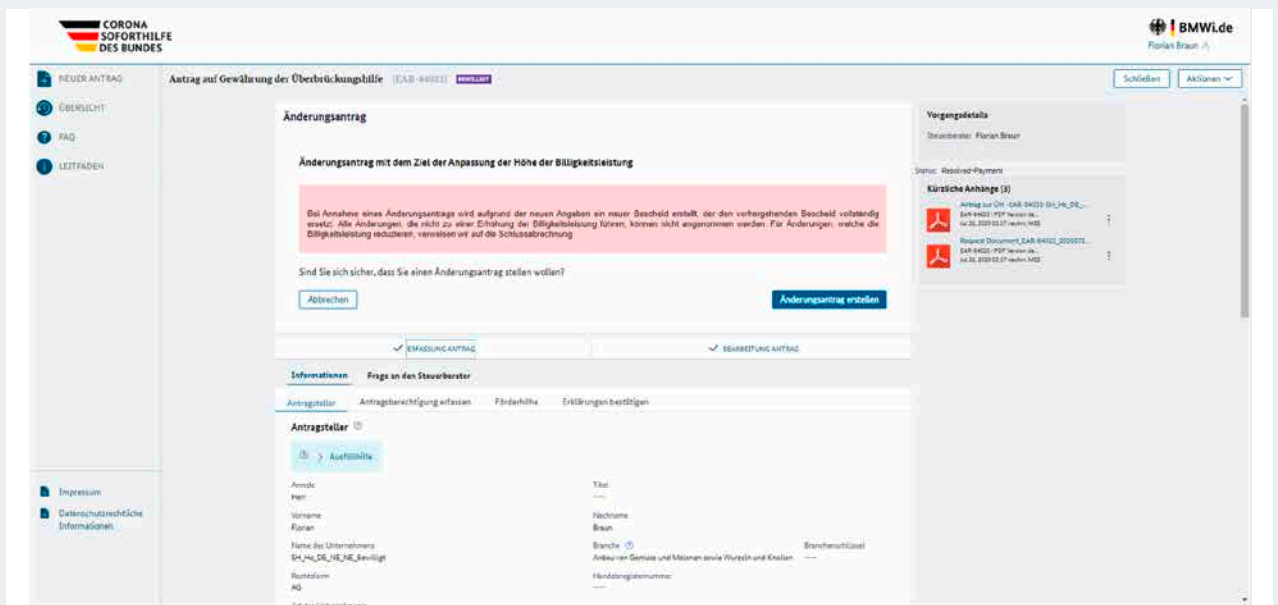 CORONA
SOFORTHILFE
DES BUNDES
BMWi.de
Florian Braun
NEUER ANTRAG
ÜBERSICHT
FAQ
LEITFADEN
Antrag auf Gewährung der Überbrückungshilfe (EAR-64023) BEWILLIGT
Schließen
Aktionen
Änderungsantrag
Änderungsantrag mit dem Ziel der Anpassung der Höhe der Billigkeitsleistung
Bei Annahme eines Änderungsantrags wird aufgrund der neuen Angaben ein neuer Bescheid erstellt, der den vorhergehenden Bescheid vollständig
ersetzt. Alle Änderungen, die nicht zu einer Erhöhung der Billigkeitsleistung führen, können nicht angenommen werden. Für Änderungen, welche die
Billigkeitsleistung reduzieren, verweisen wir auf die Schlussabrechnung
Sind Sie sich sicher, dass Sie einen Änderungsantrag stellen wollen?
Abbrechen
Änderungsantrag erstellen
Vorgangsdetails
Steuerberater Florian Braun
Status: Resolved-Payment
Kürzliche Anhänge (3)
ERFASSUNG ANTRAG
BEARBEITUNG ANTRAG
Informationen
Frage an den Steuerberater
Antragsteller
Antragsberechtigung erfassen
Förderhöhe
Erklärungen bestätigen
Antragsteller
Ausfüllhilfe
Anrede
Herr
Titel
Vorname
Florian
Nachname
Braun
Name des Unternehmens
SH_He_DE_NE_NE_Bewilligt
Branche
Anbau von Gemüse und Melonen sowie Wurzeln und Knollen
Branchenschlüssel
Rechtsform
AG
Handelsregisternummer
Impressum
Datenschutzrechtliche
Informationen